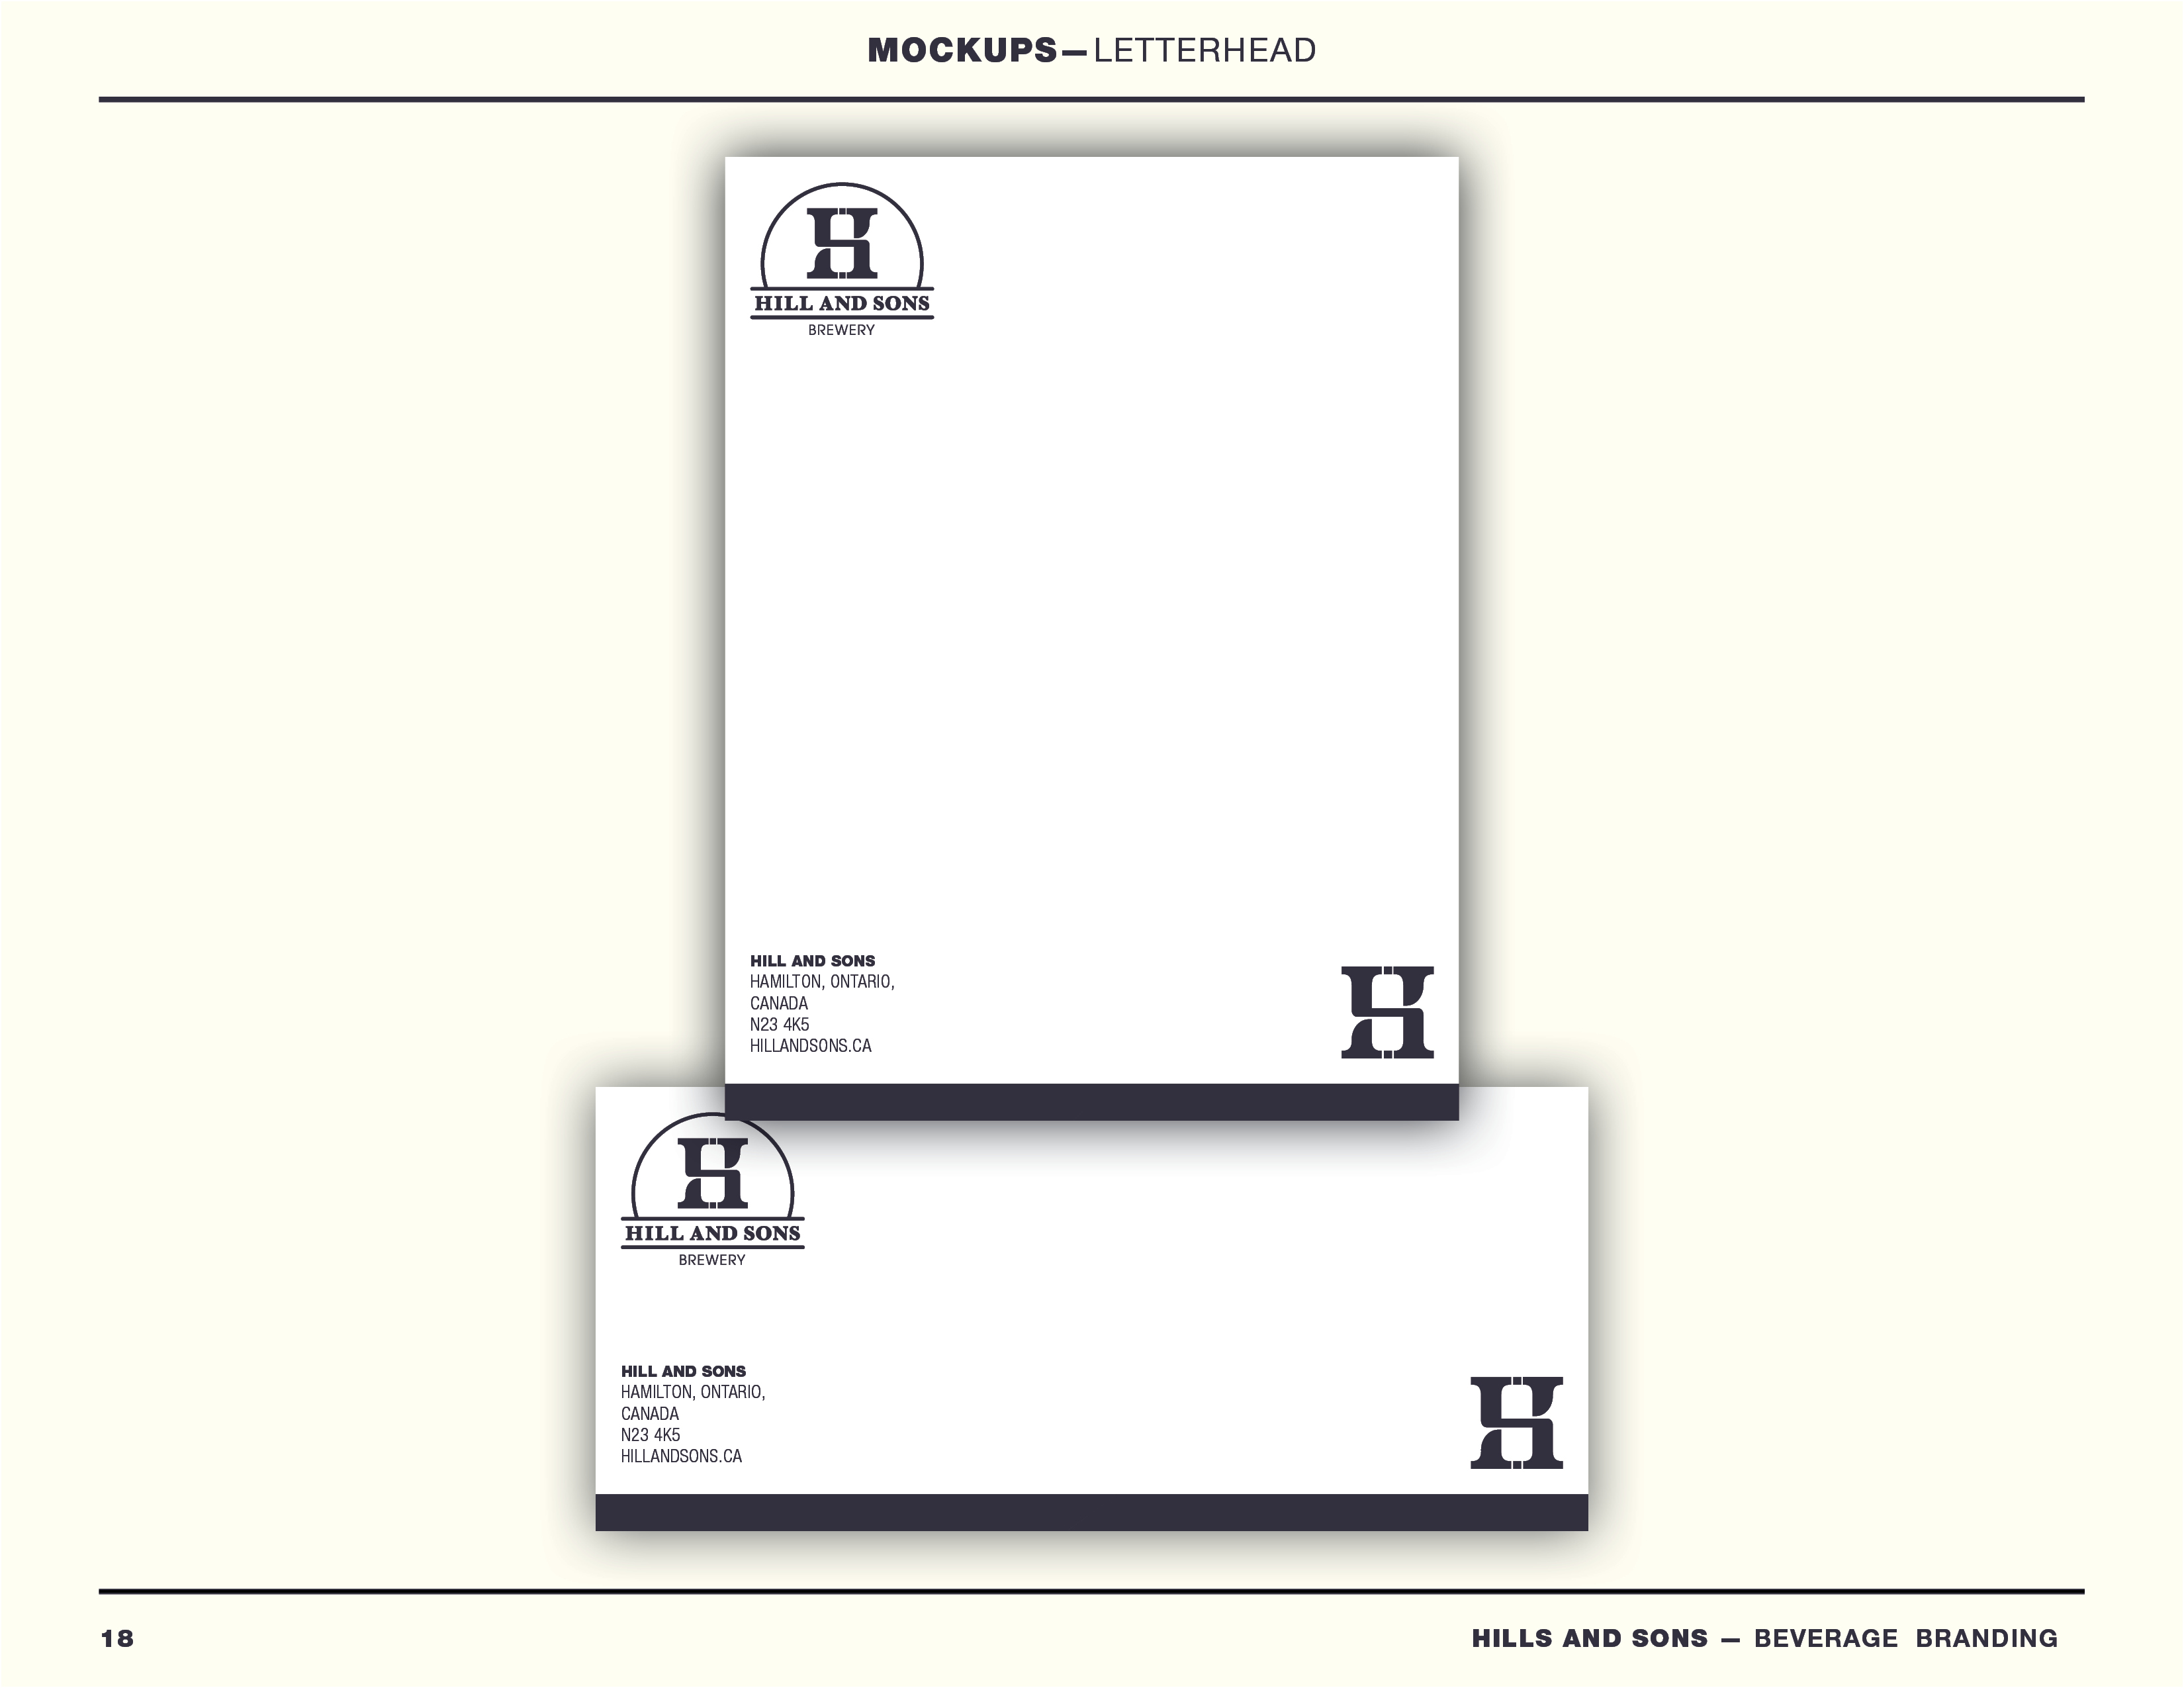 MOCKUPS—LETTERHEAD
H
HILL AND SONS
BREWERY
HILL AND SONS
HAMILTON, ONTARIO,
CANADA
N23 4K5
HILLANDSONS.CA
H
H
HILL AND SONS
BREWERY
HILL AND SONS
HAMILTON, ONTARIO,
CANADA
N23 4K5
HILLANDSONS.CA
H
18
HILLS AND SONS — BEVERAGE BRANDING